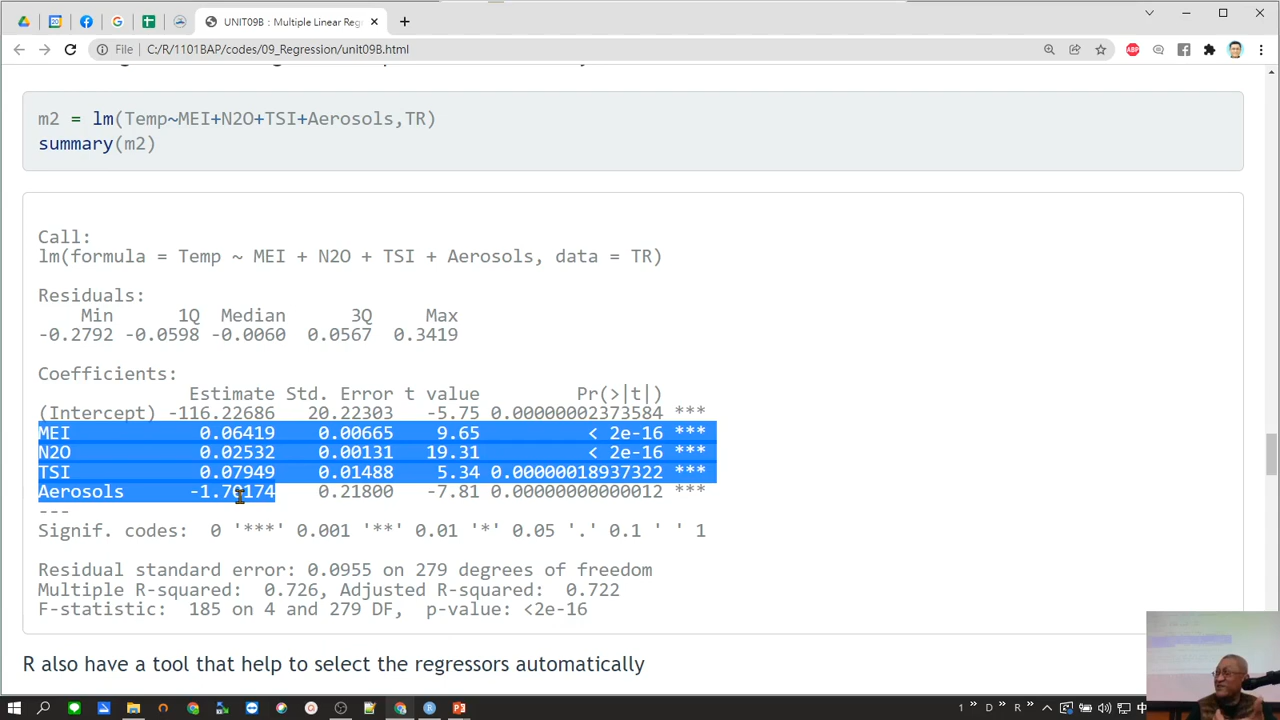 UNIT09B : Multiple Linear Reg
File C:/R/1101BAP/codes/09_Regression/unit09B.html
m2 = lm(Temp~MEI+N2O+TSI+Aerosols,TR)
summary(m2)
Call:
lm(formula = Temp ~ MEI + N2O + TSI + Aerosols, data = TR)
Residuals:
Min 1Q Median 3Q Max
-0.2792 -0.0598 -0.0060 0.0567 0.3419
Coefficients:
Estimate Std. Error t value Pr(>|t|)
(Intercept) -116.22686 20.22303 -5.75 0.00000002373584 ***
MEI 0.06419 0.00665 9.65 < 2e-16 ***
N2O 0.02532 0.00131 19.31 < 2e-16 ***
TSI 0.07949 0.01488 5.34 0.00000018937322 ***
Aerosols -1.70174 0.21800 -7.81 0.00000000000012 ***
---
Signif. codes: 0 '***' 0.001 '**' 0.01 '*' 0.05 '.' 0.1 ' ' 1
Residual standard error: 0.0955 on 279 degrees of freedom
Multiple R-squared: 0.726, Adjusted R-squared: 0.722
F-statistic: 185 on 4 and 279 DF, p-value: <2e-16
R also have a tool that help to select the regressors automatically
1 » D » R » 中